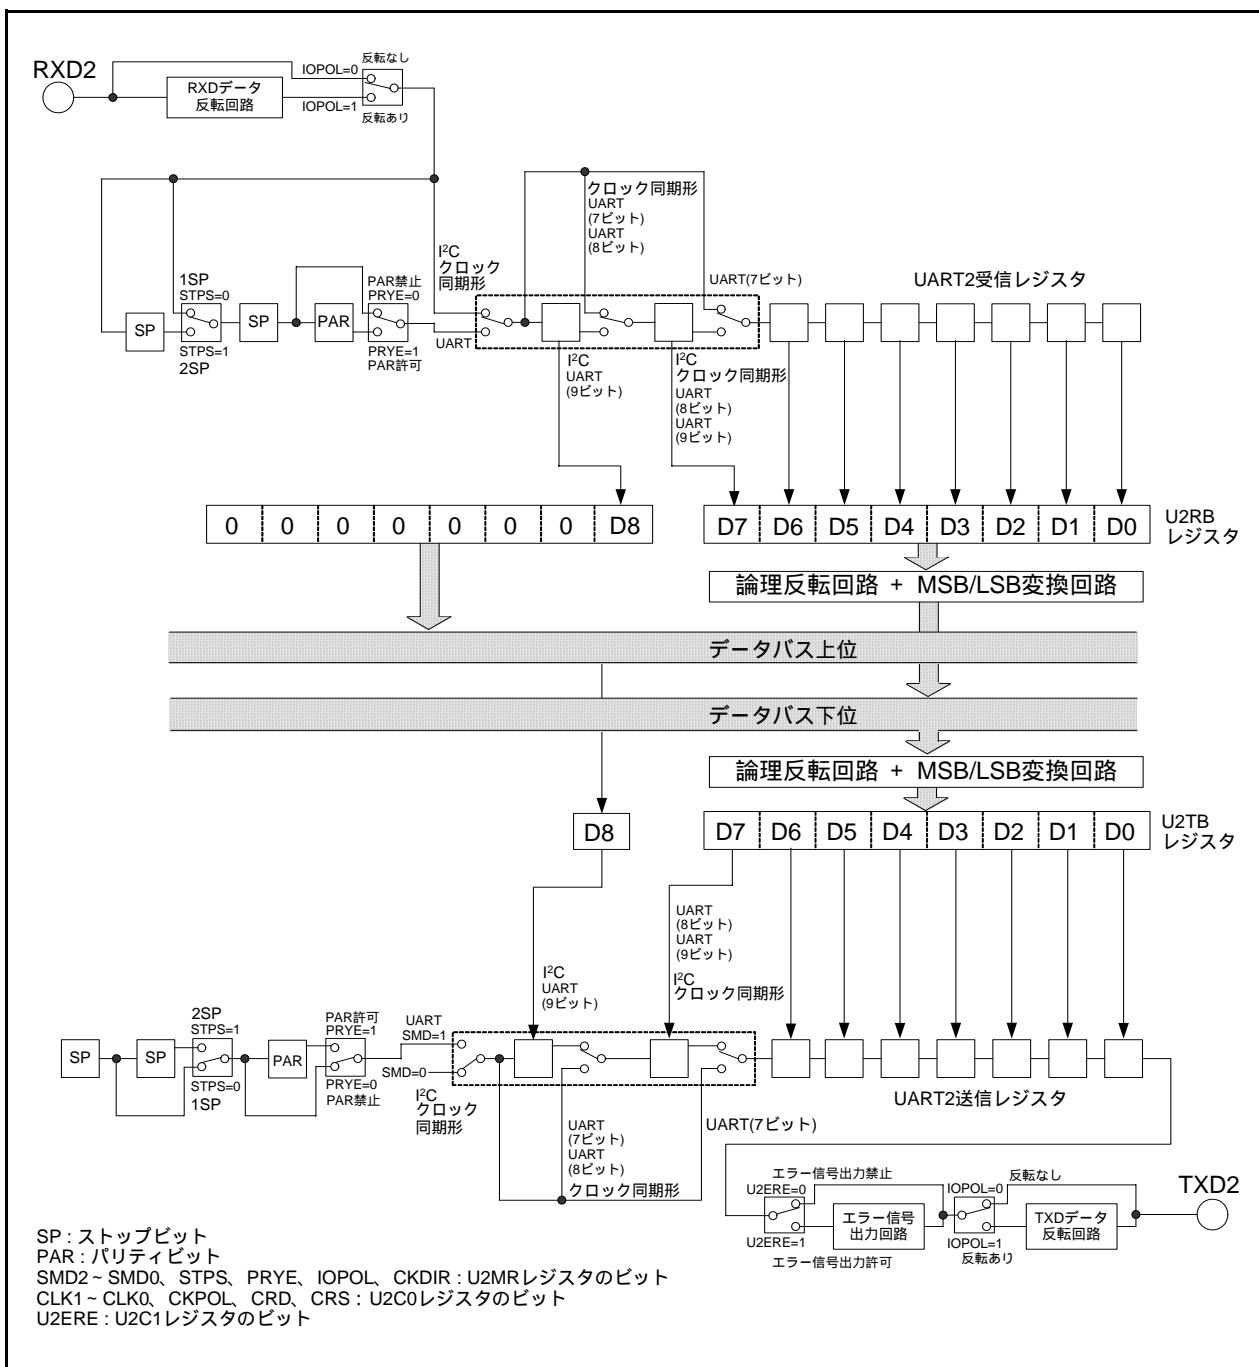 RXD2
IOPOL=0
反転なし
RXDデータ
反転回路
IOPOL=1
反転あり
クロック同期形
UART
(7ビット)
UART
(8ビット)
I²C
クロック
同期形
1SP
STPS=0
PAR禁止
PRYE=0
UART(7ビット)
UART2受信レジスタ
SP
SP
PAR
UART
STPS=1
2SP
PRYE=1
PAR許可
I²C
UART
(9ビット)
I²C
クロック同期形
UART
(8ビット)
UART
(9ビット)
0 0 0 0 0 0 0 D8
D7 D6 D5 D4 D3 D2 D1 D0
U2RB
レジスタ
論理反転回路 + MSB/LSB変換回路
データバス上位
データバス下位
論理反転回路 + MSB/LSB変換回路
D8
D7 D6 D5 D4 D3 D2 D1 D0
U2TB
レジスタ
UART
(8ビット)
UART
(9ビット)
I²C
クロック同期形
I²C
UART
(9ビット)
2SP
STPS=1
PAR許可
PRYE=1
UART
SMD=1
SP
SP
PAR
SMD=0
STPS=0
1SP
PRYE=0
PAR禁止
I²C
クロック
同期形
UART2送信レジスタ
UART
(7ビット)
UART
(8ビット)
クロック同期形
UART(7ビット)
エラー信号出力禁止
U2ERE=0
エラー信号
出力回路
U2ERE=1
エラー信号出力許可
IOPOL=0
反転なし
TXDデータ
反転回路
IOPOL=1
反転あり
TXD2
SP : ストップビット
PAR : パリティビット
SMD2~SMD0、STPS、PRYE、IOPOL、CKDIR : U2MRレジスタのビット
CLK1~CLK0、CKPOL、CRD、CRS : U2C0レジスタのビット
U2ERE : U2C1レジスタのビット